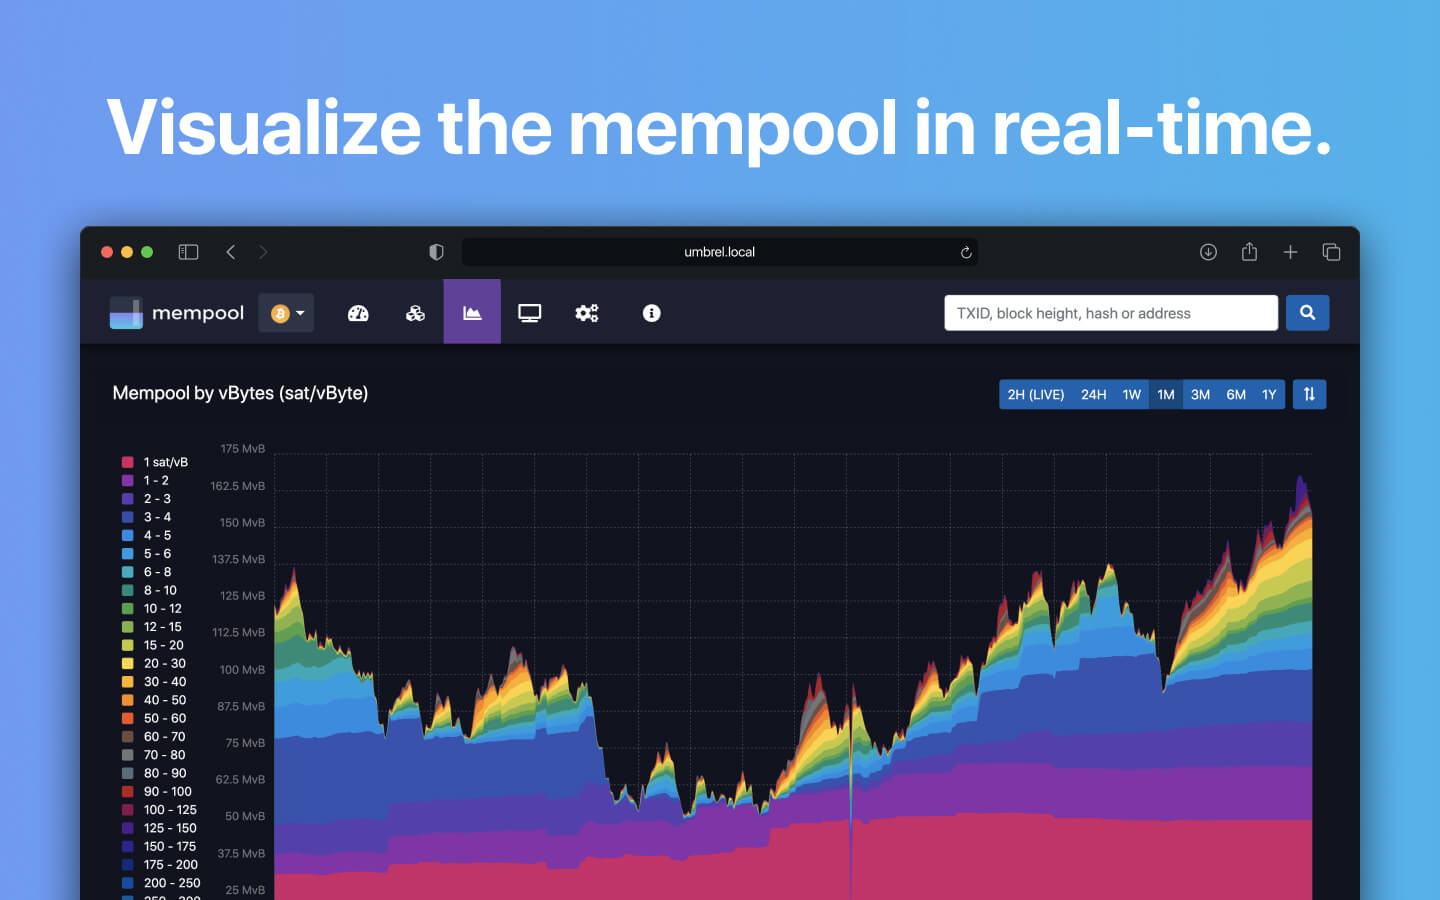 Visualize the mempool in real-time.
umbrel.local
mempool
TXID, block height, hash or address
Mempool by vBytes (sat/vByte)
2H (LIVE) 24H 1W 1M 3M 6M 1Y
1 sat/vB
1 - 2
2 - 3
3 - 4
4 - 5
5 - 6
6 - 8
8 - 10
10 - 12
12 - 15
15 - 20
20 - 30
30 - 40
40 - 50
50 - 60
60 - 70
70 - 80
80 - 90
90 - 100
100 - 125
125 - 150
150 - 175
175 - 200
200 - 250
175 MvB
162.5 MvB
150 MvB
137.5 MvB
125 MvB
112.5 MvB
100 MvB
87.5 MvB
75 MvB
62.5 MvB
50 MvB
37.5 MvB
25 MvB